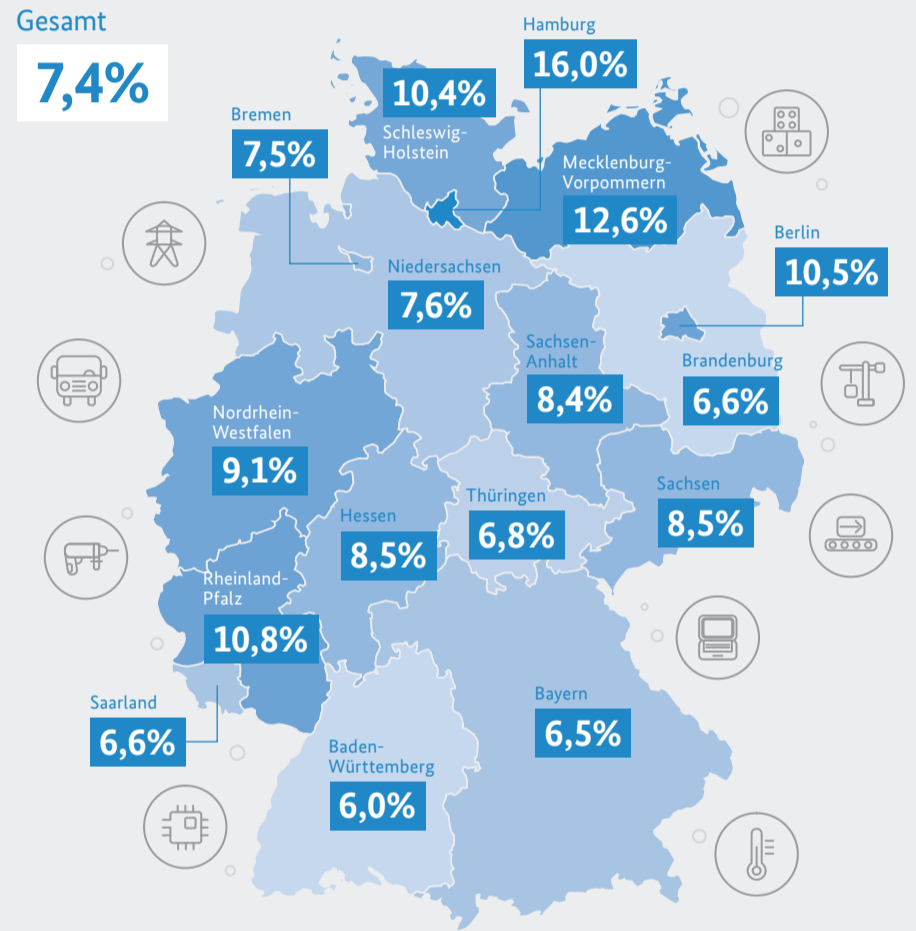 Gesamt
7,4%
Hamburg
16,0%
10,4%
Schleswig-
Holstein
Bremen
7,5%
Mecklenburg-
Vorpommern
12,6%
Berlin
10,5%
Niedersachsen
7,6%
Sachsen-
Anhalt
8,4%
Brandenburg
6,6%
Nordrhein-
Westfalen
9,1%
Hessen
8,5%
Thüringen
6,8%
Sachsen
8,5%
Rheinland-
Pfalz
10,8%
Saarland
6,6%
Bayern
6,5%
Baden-
Württemberg
6,0%